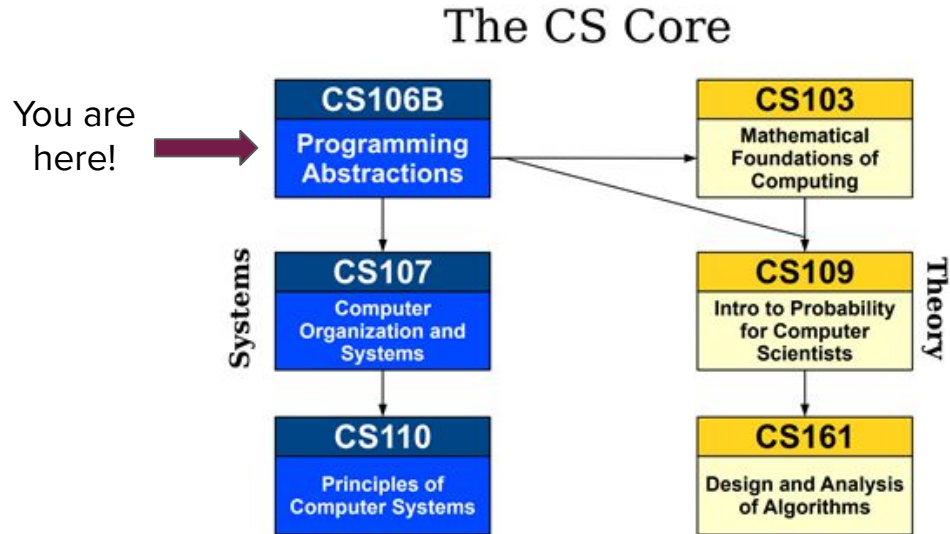 The CS Core
You are
here!
CS106B
Programming
Abstractions
CS103
Mathematical
Foundations of
Computing
Systems
CS107
Computer
Organization and
Systems
CS109
Intro to Probability
for Computer
Scientists
Theory
CS110
Principles of
Computer Systems
CS161
Design and Analysis
of Algorithms